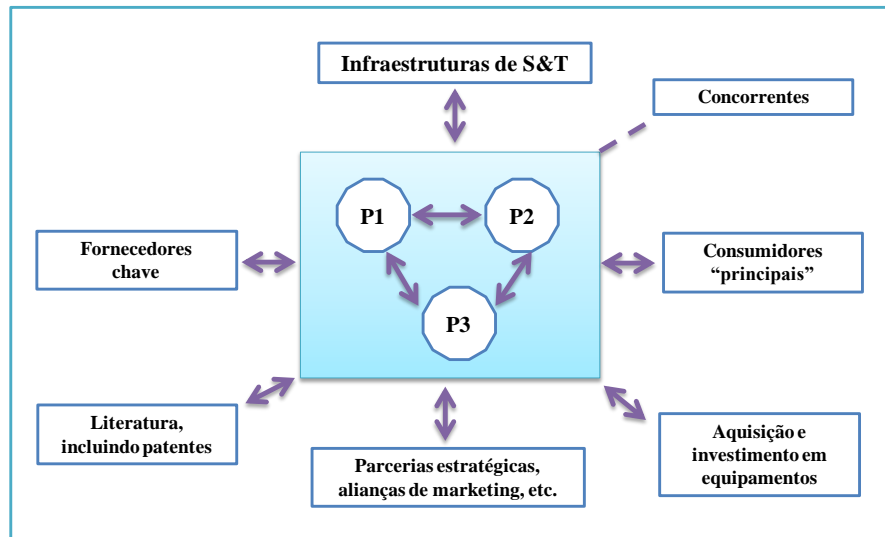 Infraestruturas de S&T
Concorrentes
P1
P2
Fornecedores
chave
Consumidores
“principais”
P3
Literatura,
incluindo patentes
Parcerias estratégicas,
alianças de marketing, etc.
Aquisição e
investimento em
equipamentos